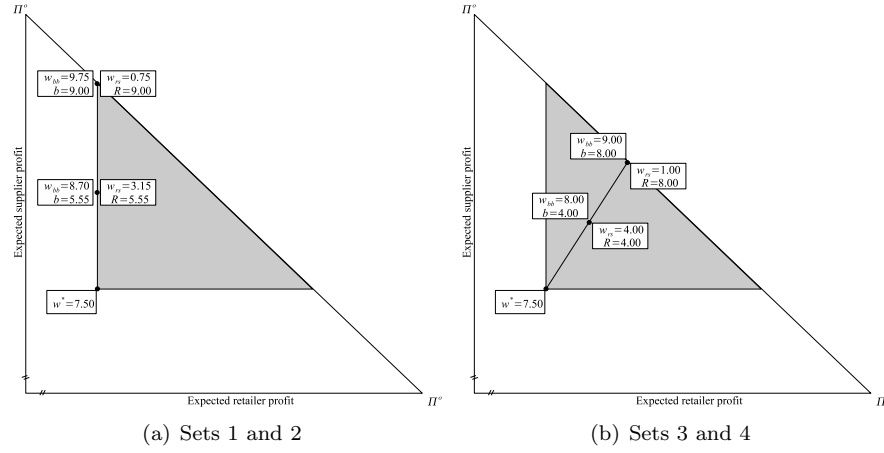 Πᵒ
w_bb=9.75
b=9.00
w_rs=0.75
R=9.00
w_bb=8.70
b=5.55
w_rs=3.15
R=5.55
w*=7.50
Expected supplier profit
Expected retailer profit
Πᵒ
(a) Sets 1 and 2
Πᵒ
w_bb=9.00
b=8.00
w_rs=1.00
R=8.00
w_bb=8.00
b=4.00
w_rs=4.00
R=4.00
w*=7.50
Expected supplier profit
Expected retailer profit
Π
(b) Sets 3 and 4